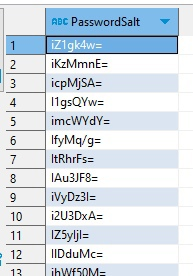 ABC PasswordSalt
1 iZ1gk4w=
2 iKzMmnE=
3 icpMjSA=
4 I1gsQYw=
5 imcWYdY=
6 IfyMq/g=
7 ItRhrFs=
8 IAu3JF8=
9 iVyDz3I=
10 i2U3DxA=
11 IZ5yIjI=
12 IIDduMc=
13 ihWf50M=